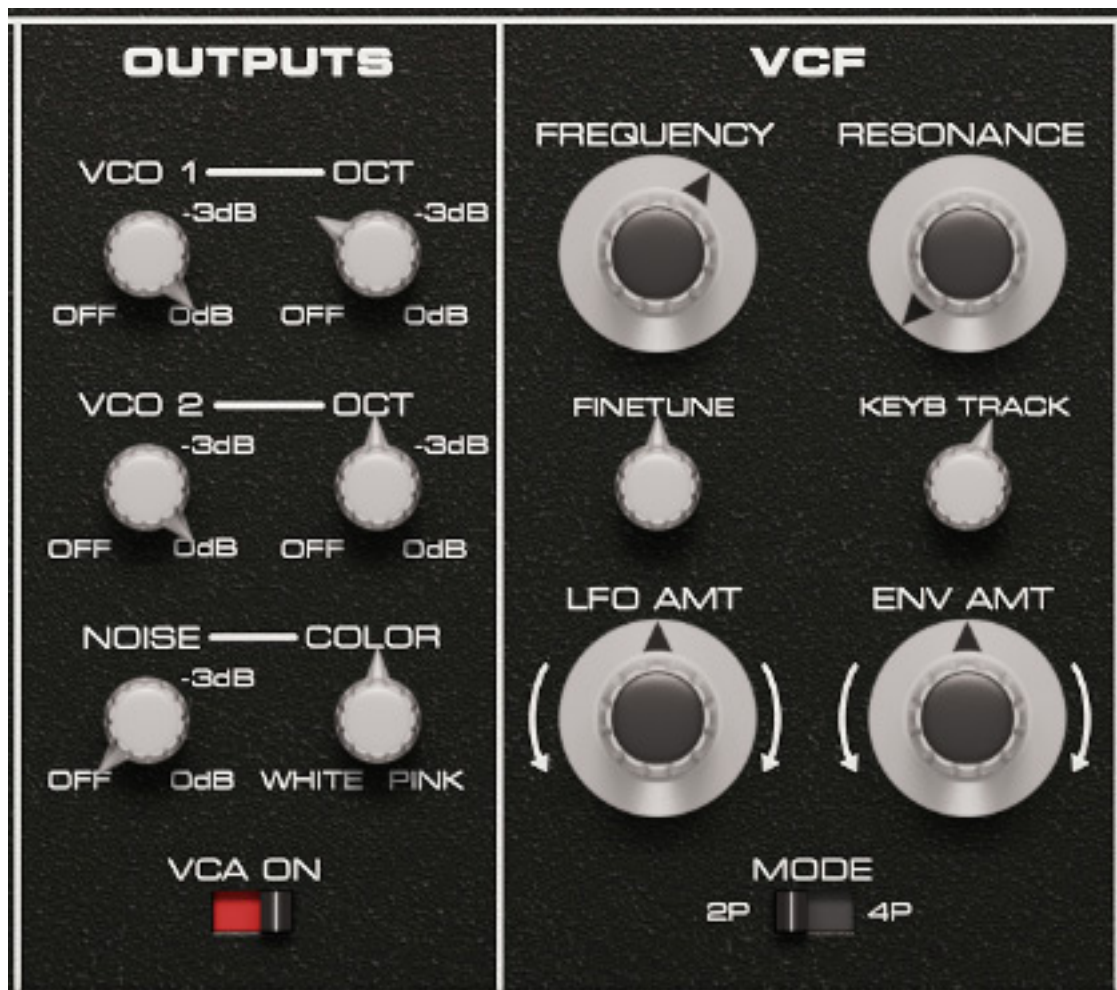 OUTPUTS
VCO 1 OCT
-3dB -3dB
OFF 0dB OFF 0dB
VCO 2 OCT
-3dB -3dB
OFF 0dB OFF 0dB
NOISE COLOR
-3dB
OFF 0dB WHITE PINK
VCA ON
VCF
FREQUENCY RESONANCE
FINETUNE KEYB TRACK
LFO AMT ENV AMT
MODE
2P 4P